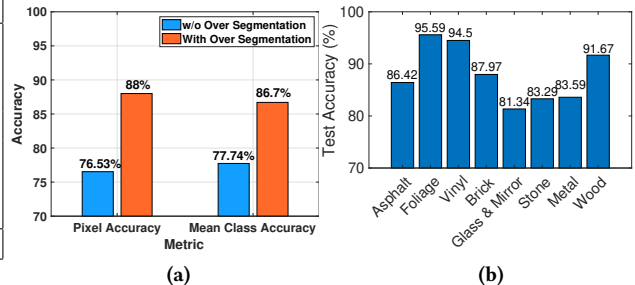 100
95
90
85
80
75
70
Accuracy
w/o Over Segmentation
With Over Segmentation
76.53%
88%
77.74%
86.7%
Pixel Accuracy Mean Class Accuracy
Metric
(a)
100
90
80
70
Test Accuracy (%)
86.42
95.59
94.5
87.97
81.34
83.29
83.59
91.67
Asphalt
Foliage
Vinyl
Brick
Glass & Mirror
Stone
Metal
Wood
(b)